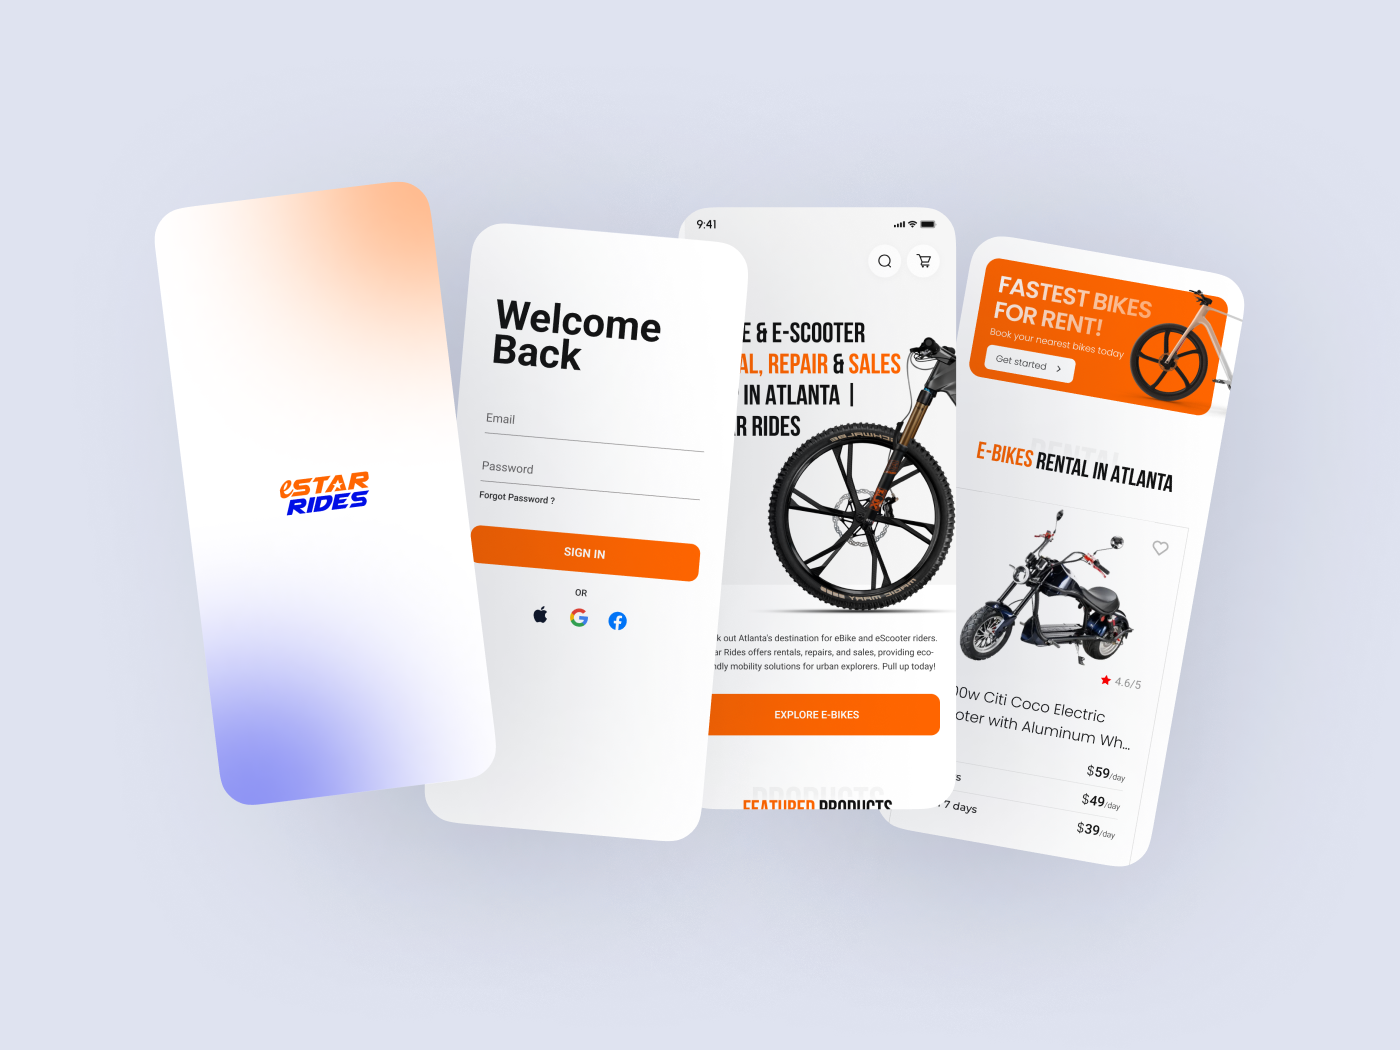 eSTAR
RIDES
Welcome
Back
Email
Password
Forgot Password ?
SIGN IN
OR
9:41
E & E-SCOOTER
AL, REPAIR & SALES
IN ATLANTA |
R RIDES
k out Atlanta's destination for eBike and eScooter riders.
ar Rides offers rentals, repairs, and sales, providing eco-
ndly mobility solutions for urban explorers. Pull up today!
EXPLORE E-BIKES
PRODUCTS
FEATURED PRODUCTS
FASTEST BIKES
FOR RENT!
Book your nearest bikes today
Get started
RENTAL
E-BIKES RENTAL IN ATLANTA
4.6/5
00w Citi Coco Electric
oter with Aluminum Wh...
$59/day
s
$49/day
7 days
$39/day